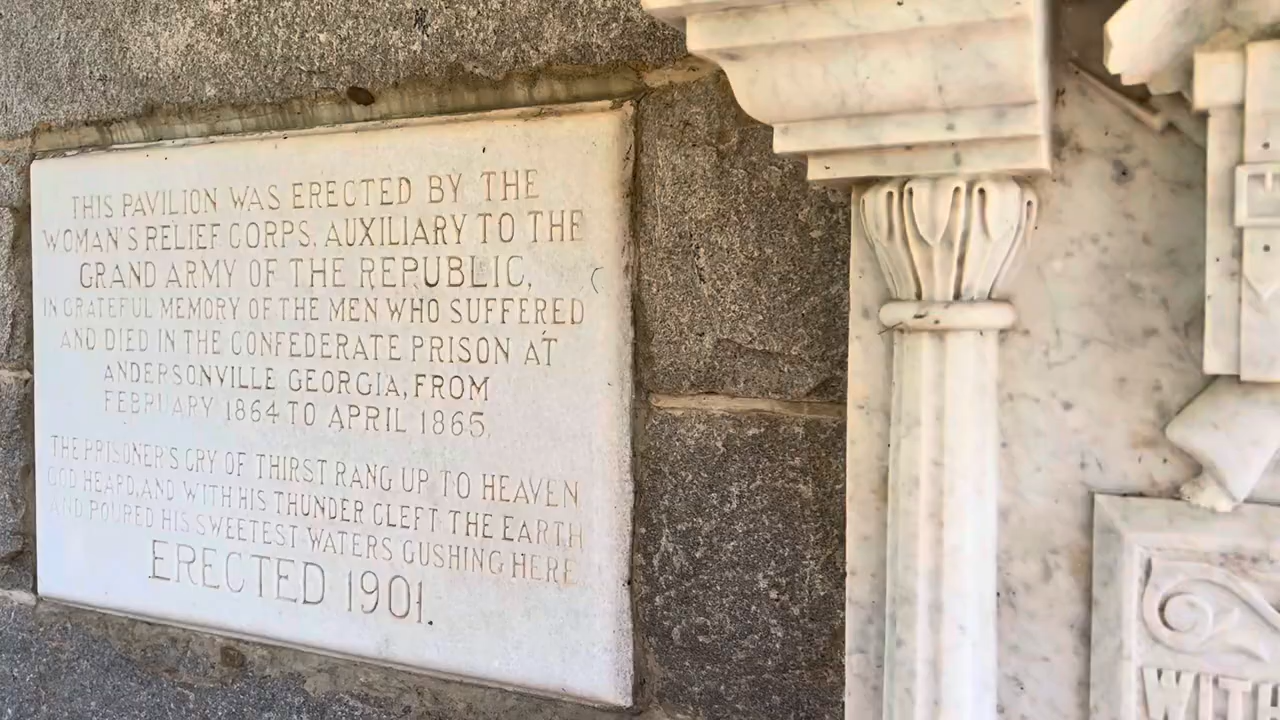 THIS PAVILION WAS ERECTED BY THE
WOMAN'S RELIEF CORPS, AUXILIARY TO THE
GRAND ARMY OF THE REPUBLIC,
IN GRATEFUL MEMORY OF THE MEN WHO SUFFERED
AND DIED IN THE CONFEDERATE PRISON AT
ANDERSONVILLE GEORGIA, FROM
FEBRUARY 1864 TO APRIL 1865.
THE PRISONER'S CRY OF THIRST RANG UP TO HEAVEN
GOD HEARD, AND WITH HIS THUNDER CLEFT THE EARTH
AND POURED HIS SWEETEST WATERS GUSHING HERE
ERECTED 1901.
WITH